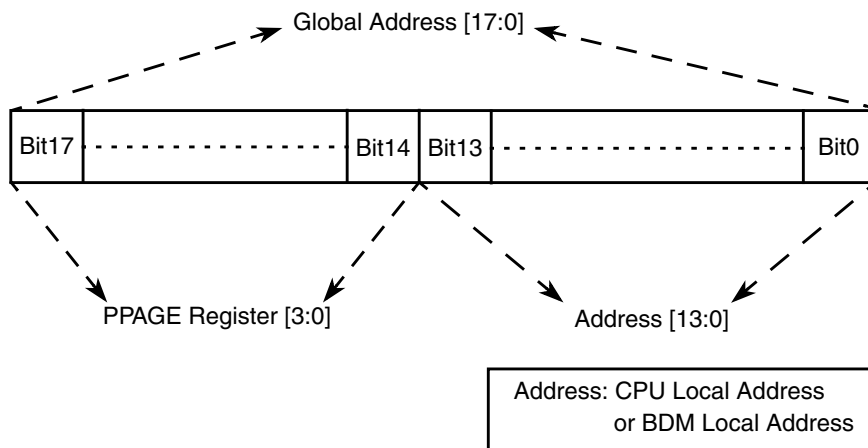 Global Address [17:0]
Bit17 Bit14 Bit13 Bit0
PPAGE Register [3:0] Address [13:0]
Address: CPU Local Address
or BDM Local Address